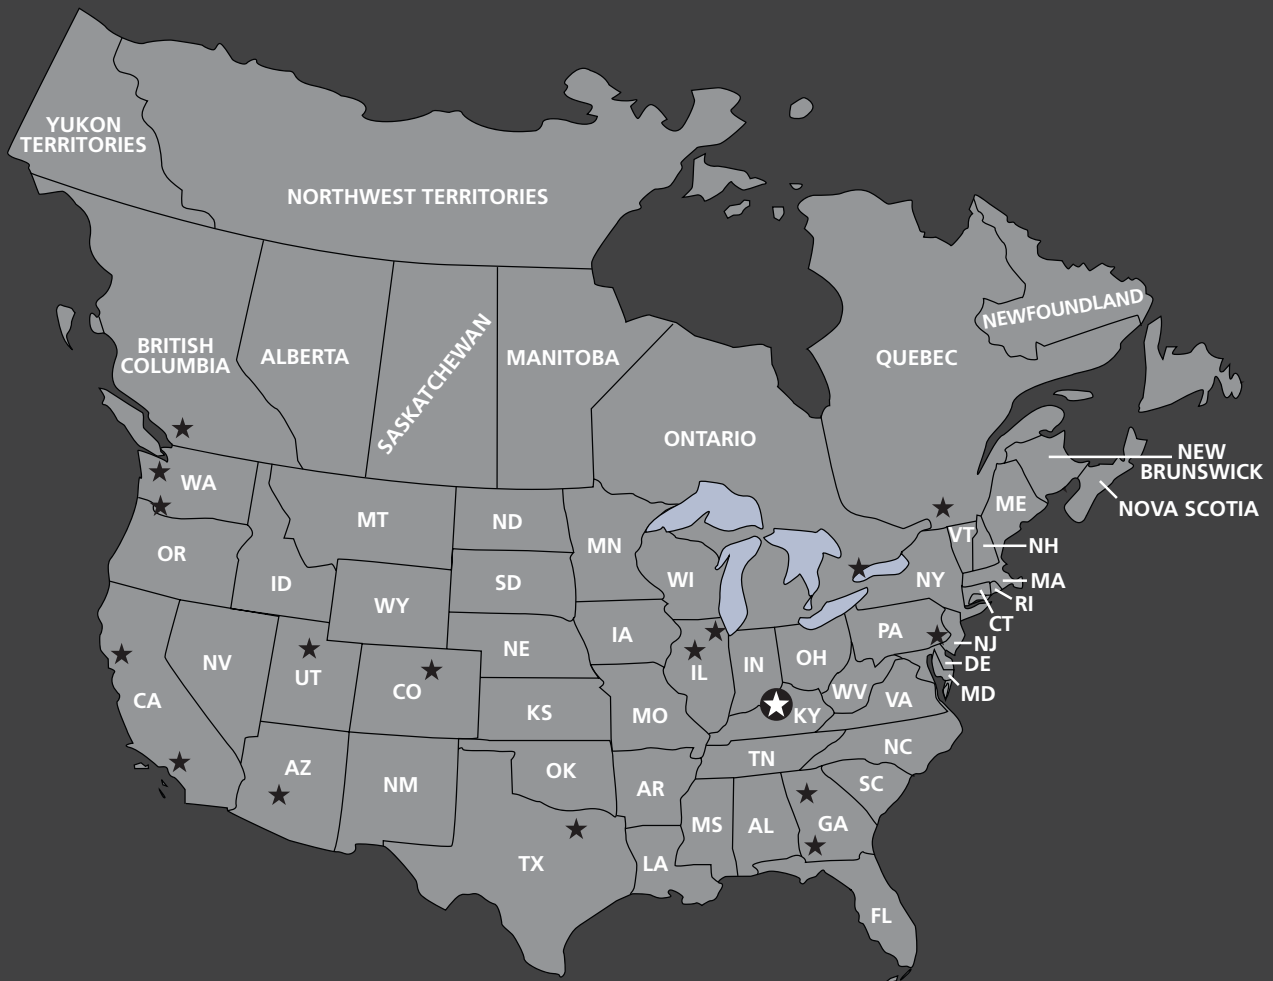 YUKON
TERRITORIES
NORTHWEST TERRITORIES
BRITISH
COLUMBIA
ALBERTA
SASKATCHEWAN
MANITOBA
ONTARIO
QUEBEC
NEWFOUNDLAND
NEW
BRUNSWICK
NOVA SCOTIA
WA
MT
ND
MN
ME
VT
NH
OR
ID
SD
WI
NY
MA
RI
CT
WY
IA
PA
NJ
NV
UT
CO
NE
IL
IN
OH
DE
MD
CA
KS
MO
KY
WV
VA
AZ
NM
OK
AR
TN
NC
SC
TX
LA
MS
AL
GA
FL